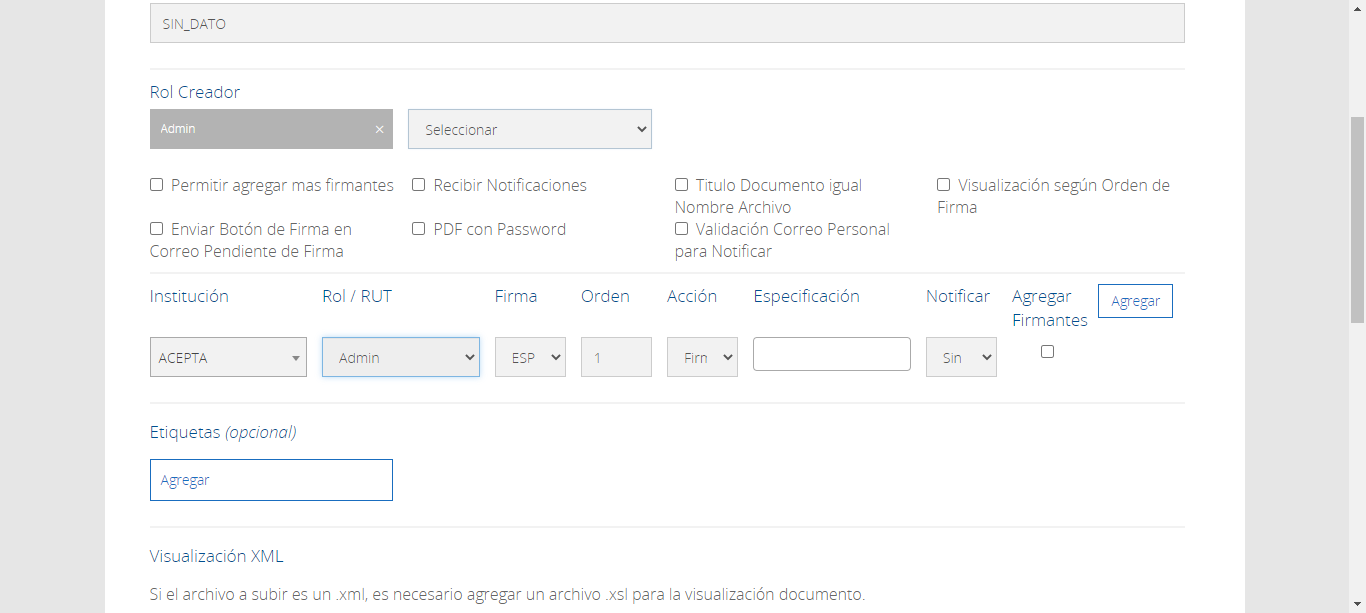 SIN_DATO
Rol Creador
Admin ×
Seleccionar
Permitir agregar mas firmantes
Recibir Notificaciones
Titulo Documento igual
Nombre Archivo
Visualización según Orden de
Firma
Enviar Botón de Firma en
Correo Pendiente de Firma
PDF con Password
Validación Correo Personal
para Notificar
Institución
Rol / RUT
Firma
Orden
Acción
Especificación
Notificar
Agregar
Firmantes
Agregar
ACEPTA
Admin
ESP
1
Firn
Sin
Etiquetas (opcional)
Agregar
Visualización XML
Si el archivo a subir es un .xml, es necesario agregar un archivo .xsl para la visualización documento.